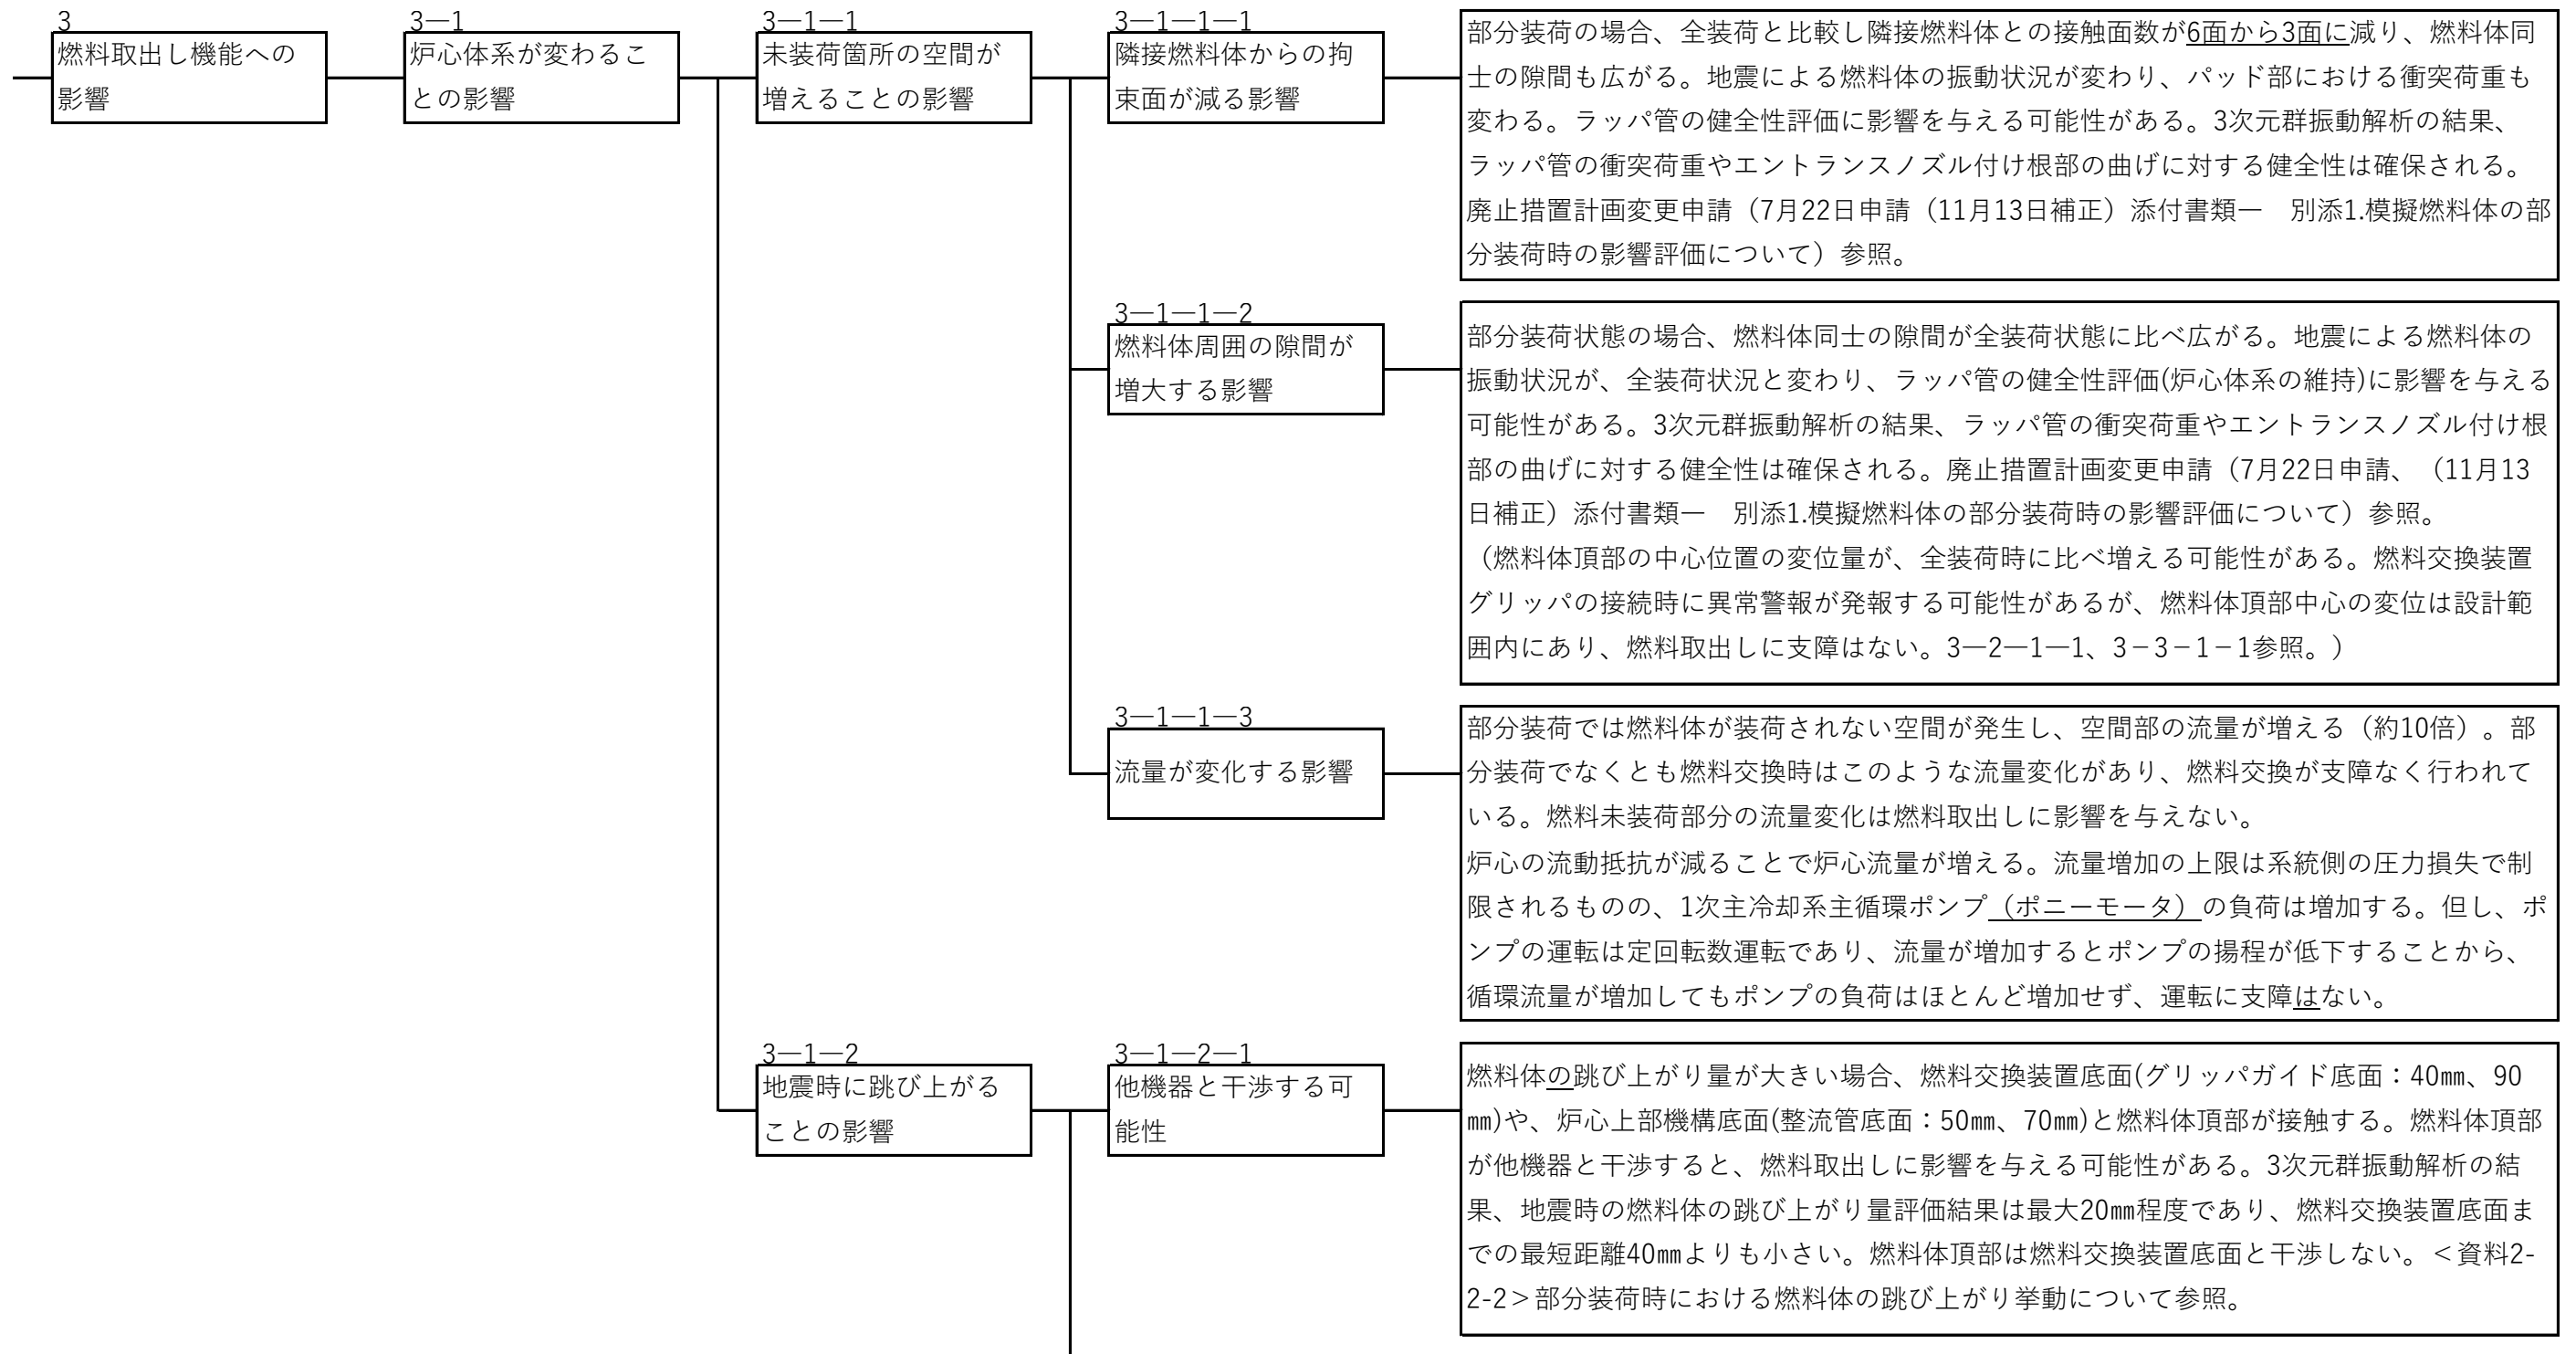 3
燃料取出し機能への
影響
3―1
炉心体系が変わるこ
との影響
3―1―1
未装荷箇所の空間が
増えることの影響
3―1―1―1
隣接燃料体からの拘
束面が減る影響
部分装荷の場合、全装荷と比較し隣接燃料体との接触面数が6面から3面に減り、燃料体同
士の隙間も広がる。地震による燃料体の振動状況が変わり、パッド部における衝突荷重も
変わる。ラッパ管の健全性評価に影響を与える可能性がある。3次元群振動解析の結果、
ラッパ管の衝突荷重やエントランスノズル付け根部の曲げに対する健全性は確保される。
廃止措置計画変更申請（7月22日申請（11月13日補正）添付書類一　別添1.模擬燃料体の部
分装荷時の影響評価について）参照。
3―1―1―2
燃料体周囲の隙間が
増大する影響
部分装荷状態の場合、燃料体同士の隙間が全装荷状態に比べ広がる。地震による燃料体の
振動状況が、全装荷状況と変わり、ラッパ管の健全性評価(炉心体系の維持)に影響を与える
可能性がある。3次元群振動解析の結果、ラッパ管の衝突荷重やエントランスノズル付け根
部の曲げに対する健全性は確保される。廃止措置計画変更申請（7月22日申請、（11月13
日補正）添付書類一　別添1.模擬燃料体の部分装荷時の影響評価について）参照。
（燃料体頂部の中心位置の変位量が、全装荷時に比べ増える可能性がある。燃料交換装置
グリッパの接続時に異常警報が発報する可能性があるが、燃料体頂部中心の変位は設計範
囲内にあり、燃料取出しに支障はない。3―2―1―1、3－3－1－1参照。）
3―1―1―3
流量が変化する影響
部分装荷では燃料体が装荷されない空間が発生し、空間部の流量が増える（約10倍）。部
分装荷でなくとも燃料交換時はこのような流量変化があり、燃料交換が支障なく行われて
いる。燃料未装荷部分の流量変化は燃料取出しに影響を与えない。
炉心の流動抵抗が減ることで炉心流量が増える。流量増加の上限は系統側の圧力損失で制
限されるものの、1次主冷却系主循環ポンプ（ポニーモータ）の負荷は増加する。但し、ポ
ンプの運転は定回転数運転であり、流量が増加するとポンプの揚程が低下することから、
循環流量が増加してもポンプの負荷はほとんど増加せず、運転に支障はない。
3―1―2
地震時に跳び上がる
ことの影響
3―1―2―1
他機器と干渉する可
能性
燃料体の跳び上がり量が大きい場合、燃料交換装置底面(グリッパガイド底面：40㎜、90
㎜)や、炉心上部機構底面(整流管底面：50㎜、70㎜)と燃料体頂部が接触する。燃料体頂部
が他機器と干渉すると、燃料取出しに影響を与える可能性がある。3次元群振動解析の結
果、地震時の燃料体の跳び上がり量評価結果は最大20㎜程度であり、燃料交換装置底面ま
での最短距離40㎜よりも小さい。燃料体頂部は燃料交換装置底面と干渉しない。＜資料2-
2-2＞部分装荷時における燃料体の跳び上がり挙動について参照。